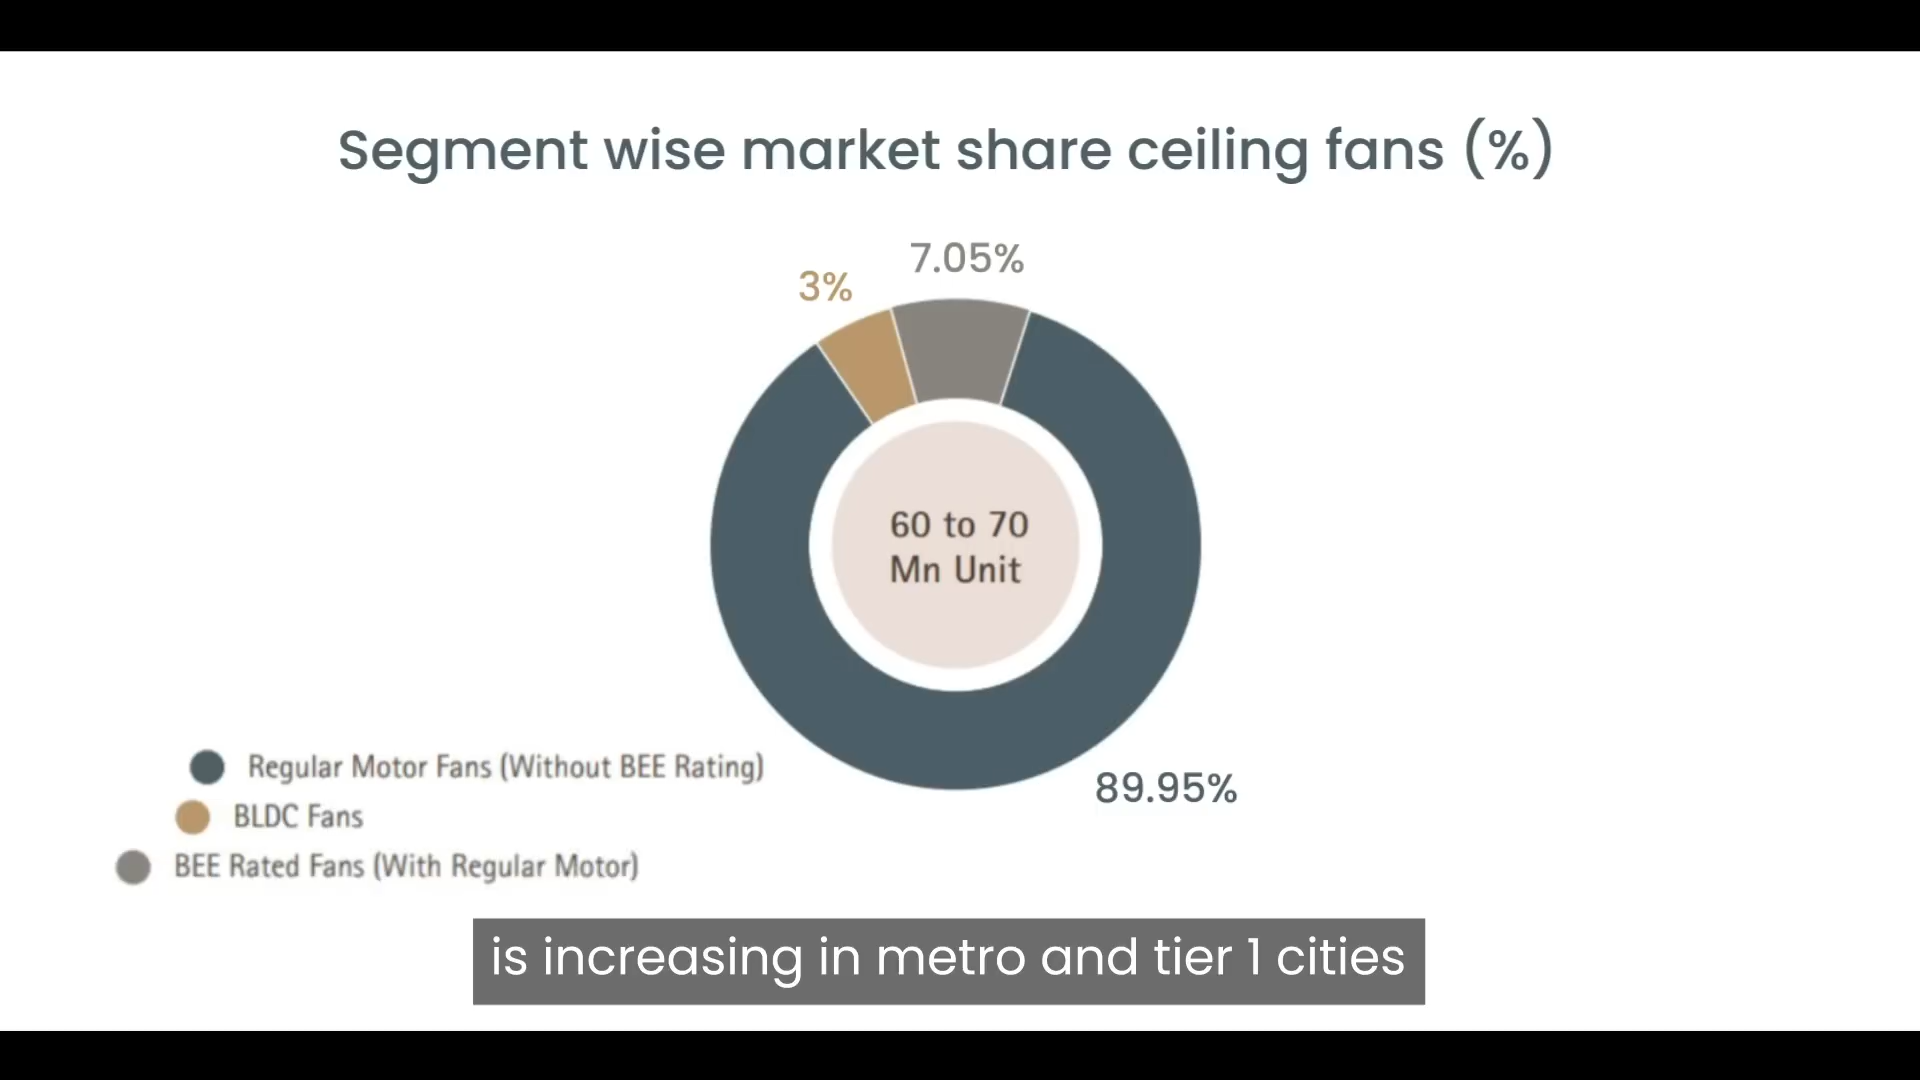 Segment wise market share ceiling fans (%)
7.05%
3%
60 to 70
Mn Unit
Regular Motor Fans (Without BEE Rating)
89.95%
BLDC Fans
BEE Rated Fans (With Regular Motor)
is increasing in metro and tier 1 cities